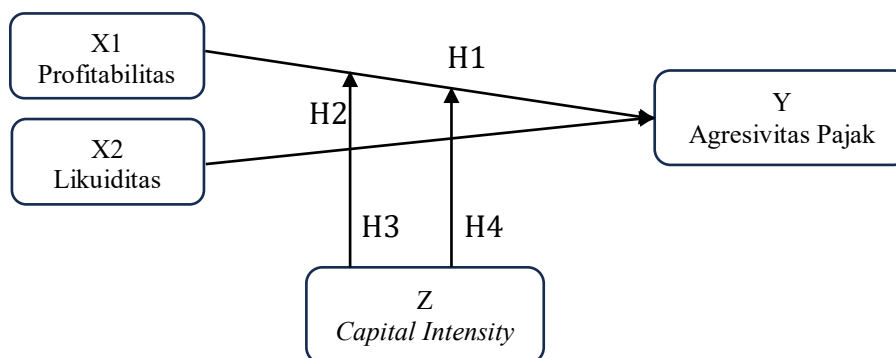 X1
Profitabilitas
H1
Y
Agresivitas Pajak
H2
X2
Likuiditas
H3
H4
Z
Capital Intensity